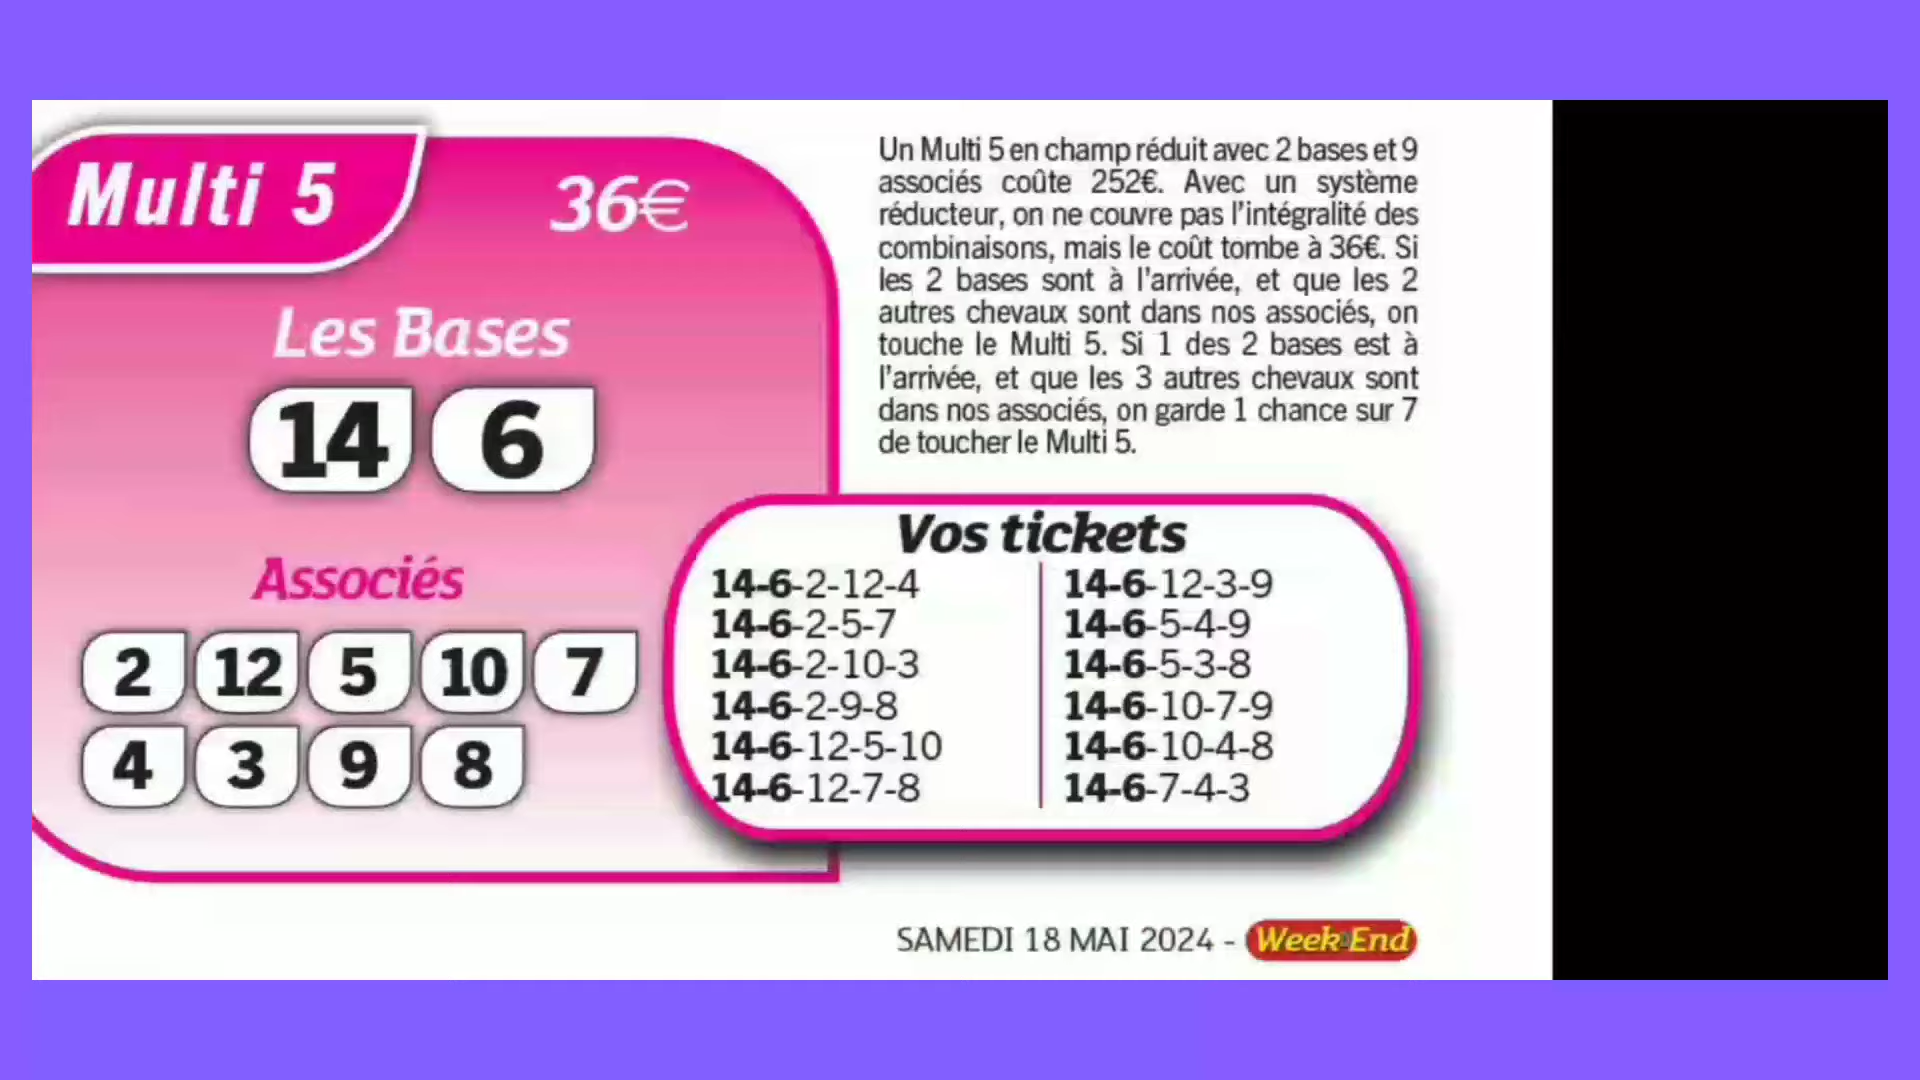 Multi 5
36€
Les Bases
14 6
Associés
2 12 5 10 7
4 3 9 8
Un Multi 5 en champ réduit avec 2 bases et 9
associés coûte 252€. Avec un système
réducteur, on ne couvre pas l'intégralité des
combinaisons, mais le coût tombe à 36€. Si
les 2 bases sont à l'arrivée, et que les 2
autres chevaux sont dans nos associés, on
touche le Multi 5. Si 1 des 2 bases est à
l'arrivée, et que les 3 autres chevaux sont
dans nos associés, on garde 1 chance sur 7
de toucher le Multi 5.
Vos tickets
14-6-2-12-4
14-6-2-5-7
14-6-2-10-3
14-6-2-9-8
14-6-12-5-10
14-6-12-7-8
14-6-12-3-9
14-6-5-4-9
14-6-5-3-8
14-6-10-7-9
14-6-10-4-8
14-6-7-4-3
SAMEDI 18 MAI 2024 - Week-End